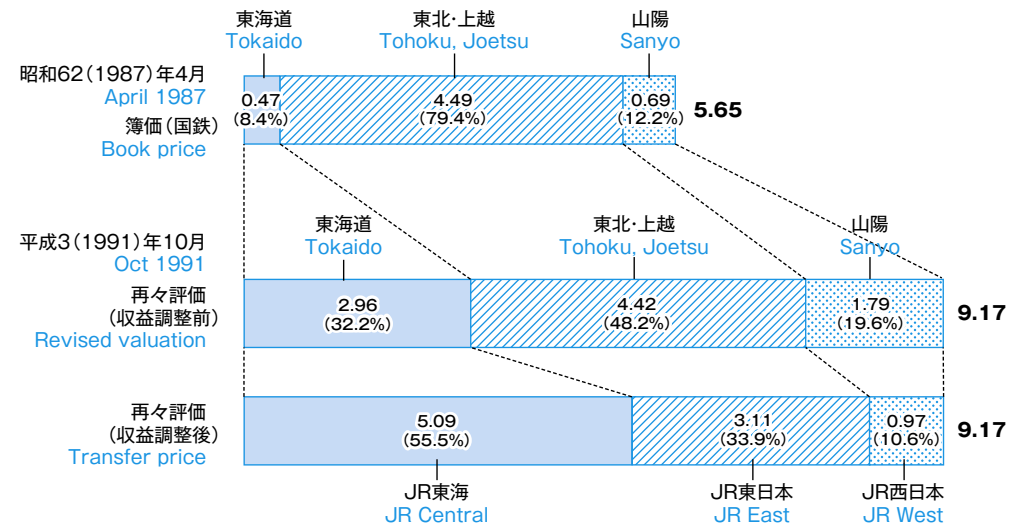 東海道
Tokaido
東北・上越
Tohoku, Joetsu
山陽
Sanyo
昭和62(1987)年4月
April 1987
簿価(国鉄)
Book price
0.47
(8.4%)
4.49
(79.4%)
0.69
(12.2%)
5.65
東海道
Tokaido
東北・上越
Tohoku, Joetsu
山陽
Sanyo
平成3(1991)年10月
Oct 1991
再々評価
(収益調整前)
Revised valuation
2.96
(32.2%)
4.42
(48.2%)
1.79
(19.6%)
9.17
再々評価
(収益調整後)
Transfer price
5.09
(55.5%)
3.11
(33.9%)
0.97
(10.6%)
9.17
JR東海
JR Central
JR東日本
JR East
JR西日本
JR West